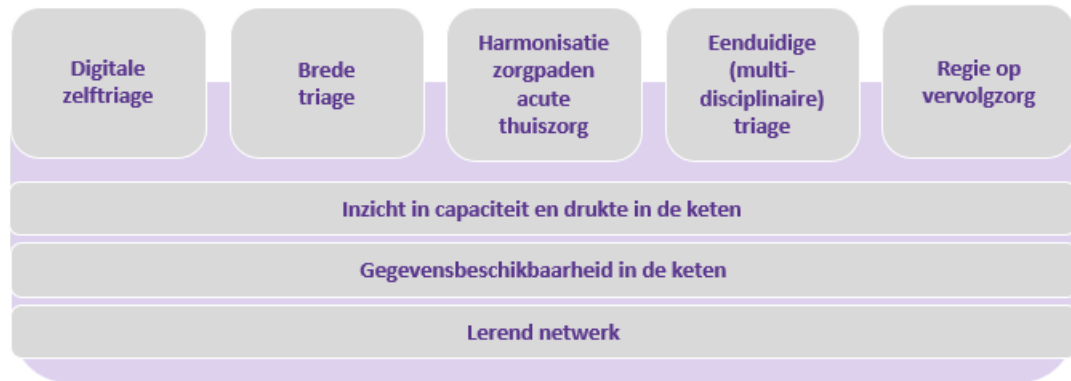 Digitale
zelftriage
Brede
triage
Harmonisatie
zorgpaden
acute
thuiszorg
Eenduidige
(multi-
disciplinaire)
triage
Regie op
vervolgzorg
Inzicht in capaciteit en drukte in de keten
Gegevensbeschikbaarheid in de keten
Lerend netwerk